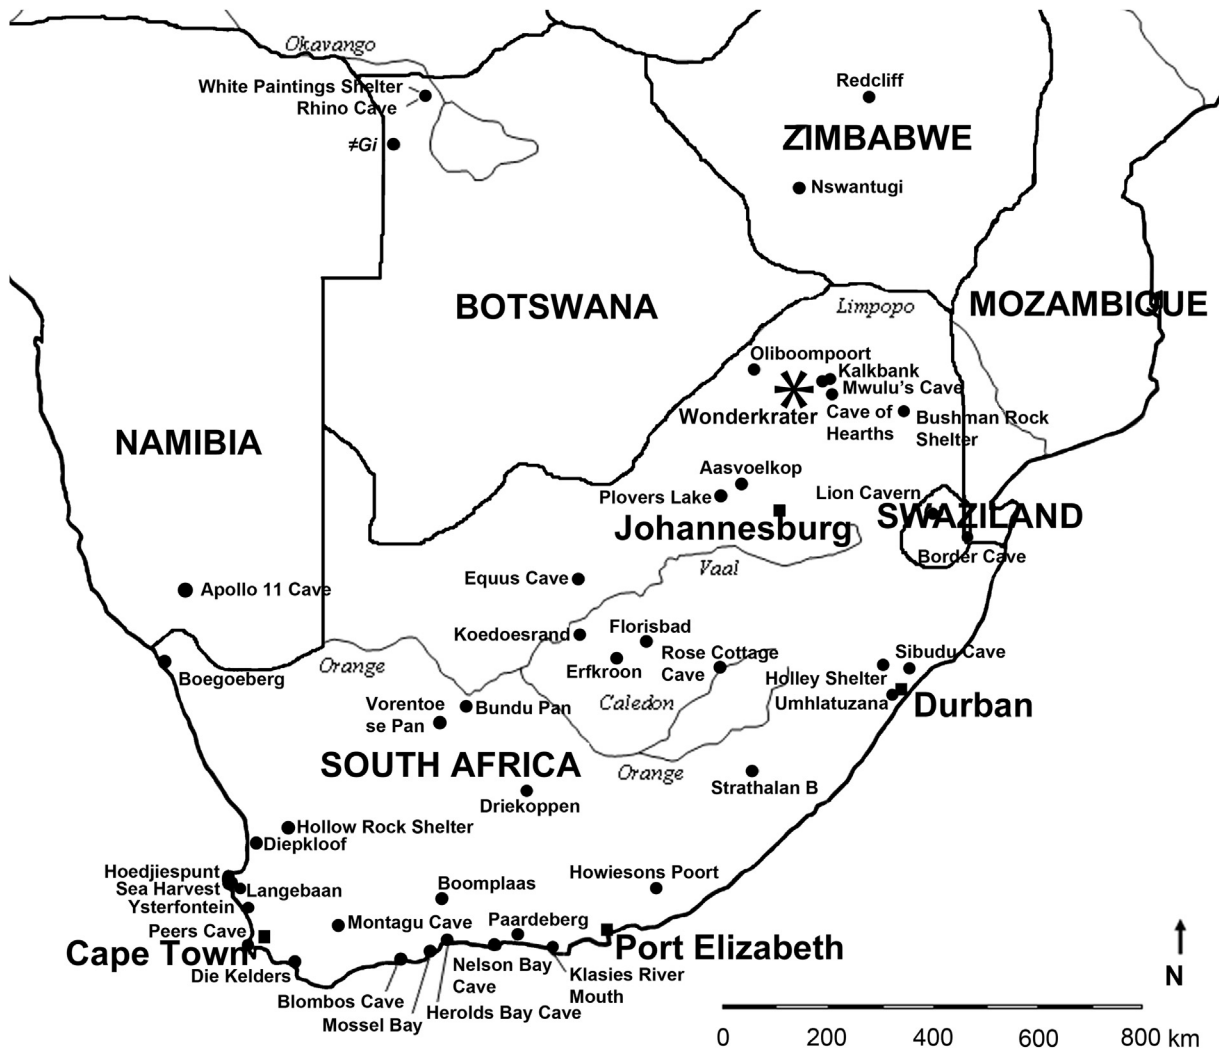 Okavango
White Paintings Shelter
Rhino Cave
≠Gi
Redcliff
ZIMBABWE
Nswantugi
BOTSWANA
MOZAMBIQUE
Limpopo
Oliboompoort
Kalkbank
Mwulu's Cave
Wonderkrater
Cave of
Hearths
Bushman Rock
Shelter
NAMIBIA
Aasvoelkop
Plovers Lake
Lion Cavern
Johannesburg
SWAZILAND
Border Cave
Vaal
Equus Cave
Apollo 11 Cave
Koedoesrand
Florisbad
Rose Cottage
Cave
Erfkroon
Sibudu Cave
Holley Shelter
Umhlatuzana
Durban
Boegoeberg
Orange
Caledon
Vorentoe
se Pan
Bundu Pan
SOUTH AFRICA
Orange
Strathalan B
Driekoppen
Hollow Rock Shelter
Diepkloof
Hoedjiespunt
Sea Harvest
Langebaan
Ysterfontein
Boomplaas
Howiesons Poort
Peers Cave
Montagu Cave
Paardeberg
Cape Town
Port Elizabeth
Die Kelders
Nelson Bay
Cave
Klasies River
Mouth
Blombos Cave
Mossel Bay
Herolds Bay Cave
N
0 200 400 600 800 km